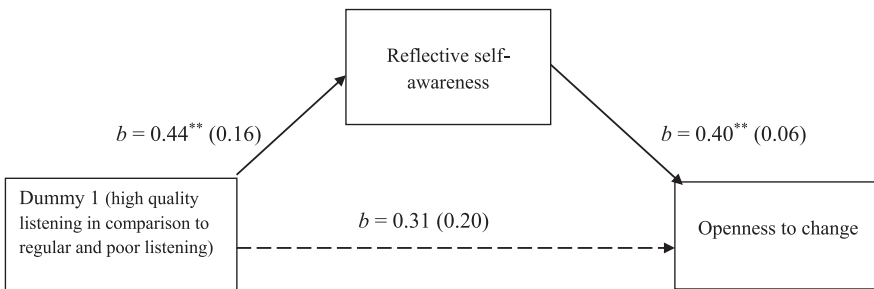 Reflective self-
awareness
b = 0.44** (0.16)
b = 0.40** (0.06)
Dummy 1 (high quality
listening in comparison to
regular and poor listening)
b = 0.31 (0.20)
Openness to change